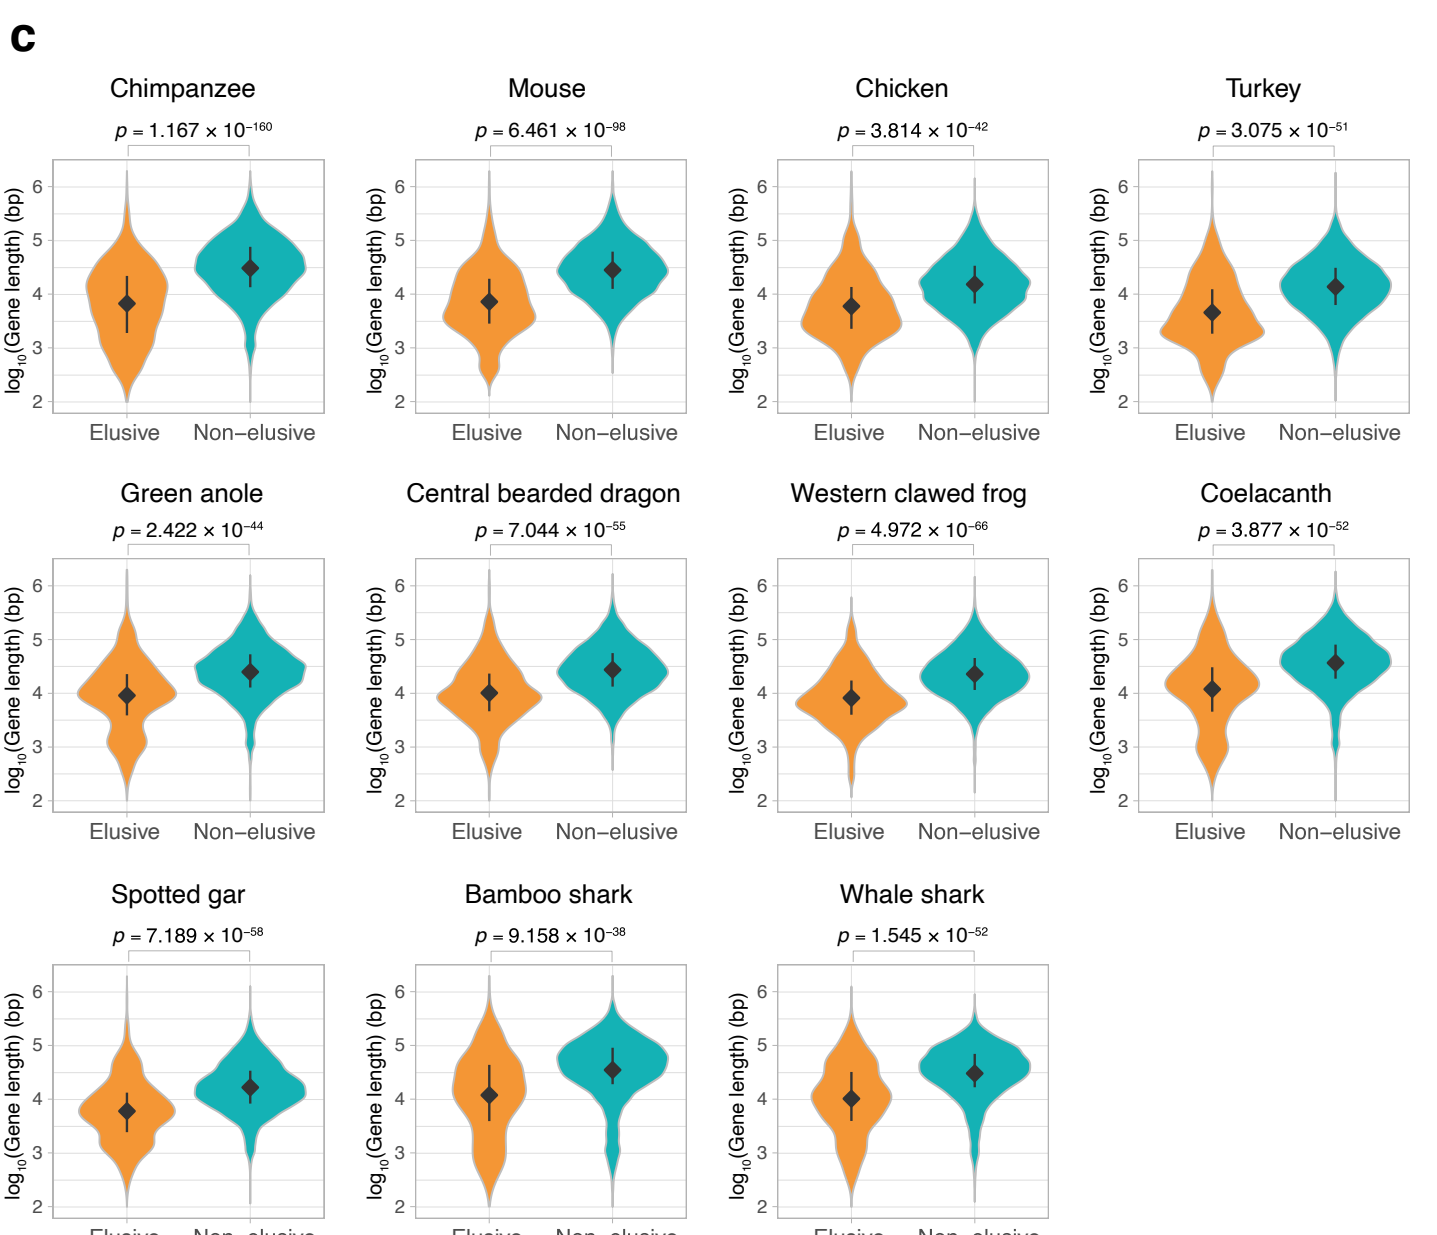 c
Chimpanzee Mouse Chicken Turkey
p = 1.167 × 10⁻¹⁶⁰ p = 6.461 × 10⁻⁹⁸ p = 3.814 × 10⁻⁴² p = 3.075 × 10⁻⁵¹
log₁₀(Gene length) (bp) log₁₀(Gene length) (bp) log₁₀(Gene length) (bp) log₁₀(Gene length) (bp)
6 6 6 6
5 5 5 5
4 4 4 4
3 3 3 3
2 2 2 2
Elusive Non−elusive Elusive Non−elusive Elusive Non−elusive Elusive Non−elusive
Green anole Central bearded dragon Western clawed frog Coelacanth
p = 2.422 × 10⁻⁴⁴ p = 7.044 × 10⁻⁵⁵ p = 4.972 × 10⁻⁶⁶ p = 3.877 × 10⁻⁵²
log₁₀(Gene length) (bp) log₁₀(Gene length) (bp) log₁₀(Gene length) (bp) log₁₀(Gene length) (bp)
6 6 6 6
5 5 5 5
4 4 4 4
3 3 3 3
2 2 2 2
Elusive Non−elusive Elusive Non−elusive Elusive Non−elusive Elusive Non−elusive
Spotted gar Bamboo shark Whale shark
p = 7.189 × 10⁻⁵⁸ p = 9.158 × 10⁻³⁸ p = 1.545 × 10⁻⁵²
log₁₀(Gene length) (bp) log₁₀(Gene length) (bp) log₁₀(Gene length) (bp)
6 6 6
5 5 5
4 4 4
3 3 3
2 2 2
Elusive Non−elusive Elusive Non−elusive Elusive Non−elusive